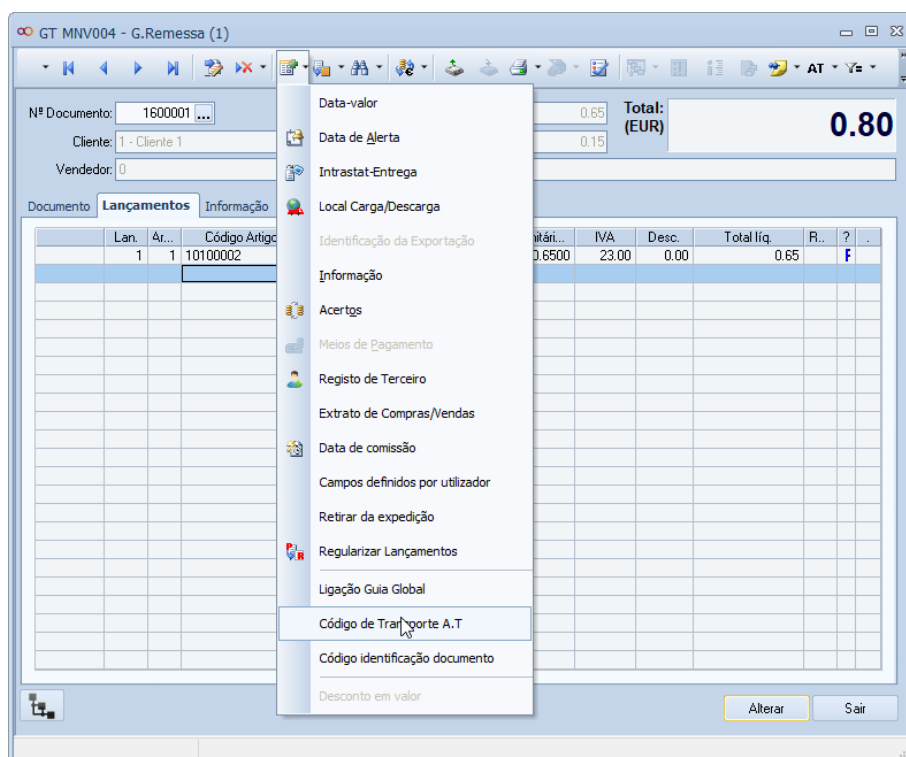 GT MNV004 - G.Remessa (1)
AT
Y=
Nº Documento: 1600001 ...
0.65
Total:
(EUR)
0.80
Cliente: 1 - Cliente 1
0.15
Vendedor: 0
Documento Lançamentos Informação
Lan. Ar... Código Artigo nitári... IVA Desc. Total líq. R.. ? .
1 1 10100002 0.6500 23.00 0.00 0.65 F
Data-valor
Data de Alerta
Intrastat-Entrega
Local Carga/Descarga
Identificação da Exportação
Informação
Acertos
Meios de Pagamento
Registo de Terceiro
Extrato de Compras/Vendas
Data de comissão
Campos definidos por utilizador
Retirar da expedição
Regularizar Lançamentos
Ligação Guia Global
Código de Transporte A.T
Código identificação documento
Desconto em valor
Alterar Sair